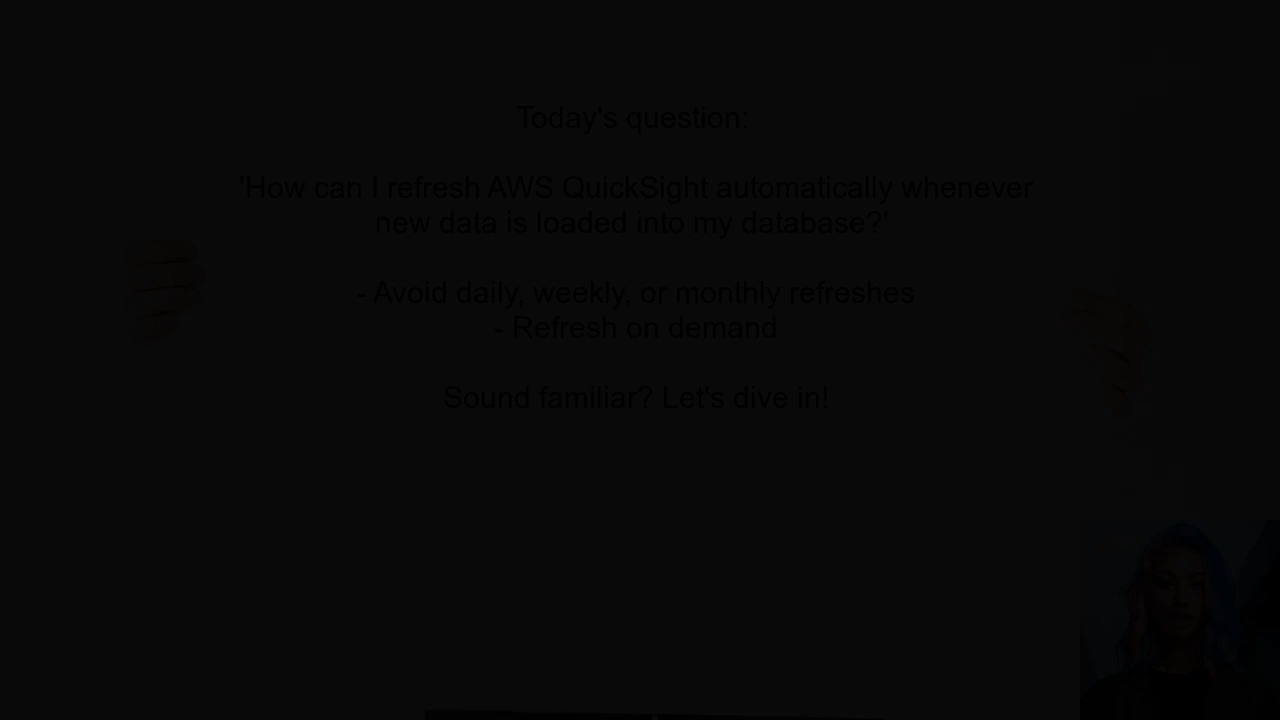 Today's question:
'How can I refresh AWS QuickSight automatically whenever
new data is loaded into my database?'
- Avoid daily, weekly, or monthly refreshes
- Refresh on demand
Sound familiar? Let's dive in!